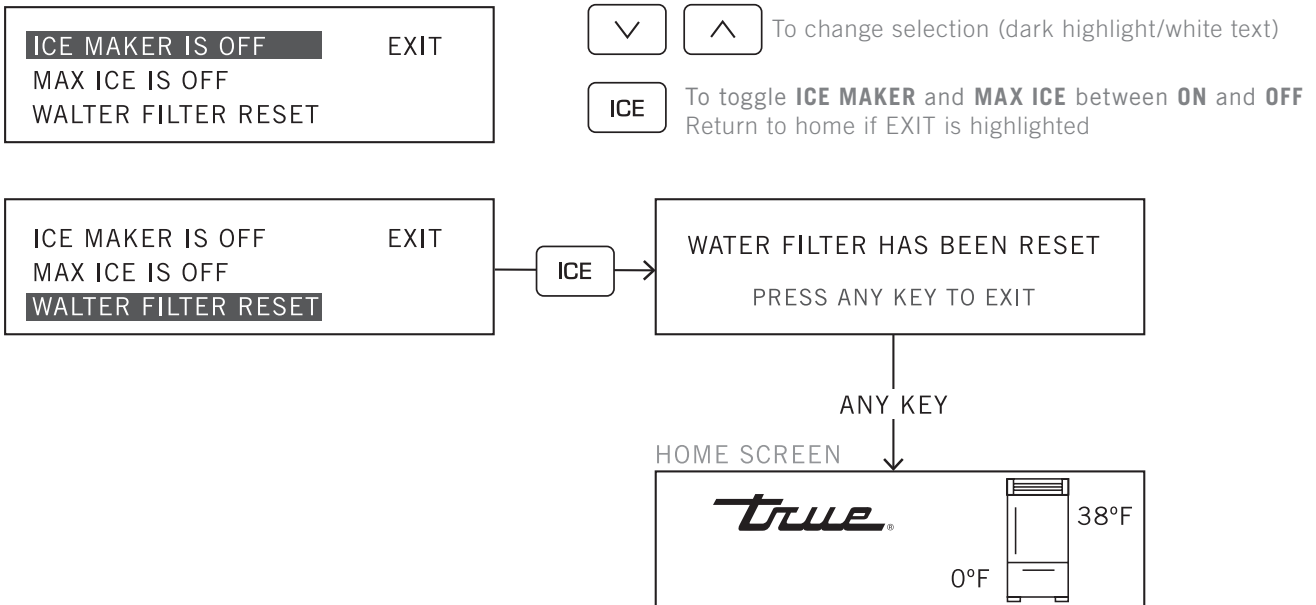 ICE MAKER IS OFF EXIT
MAX ICE IS OFF
WALTER FILTER RESET
To change selection (dark highlight/white text)
ICE
To toggle ICE MAKER and MAX ICE between ON and OFF
Return to home if EXIT is highlighted
ICE MAKER IS OFF EXIT
MAX ICE IS OFF
WALTER FILTER RESET
ICE
WATER FILTER HAS BEEN RESET
PRESS ANY KEY TO EXIT
ANY KEY
HOME SCREEN
true®
38°F
0°F